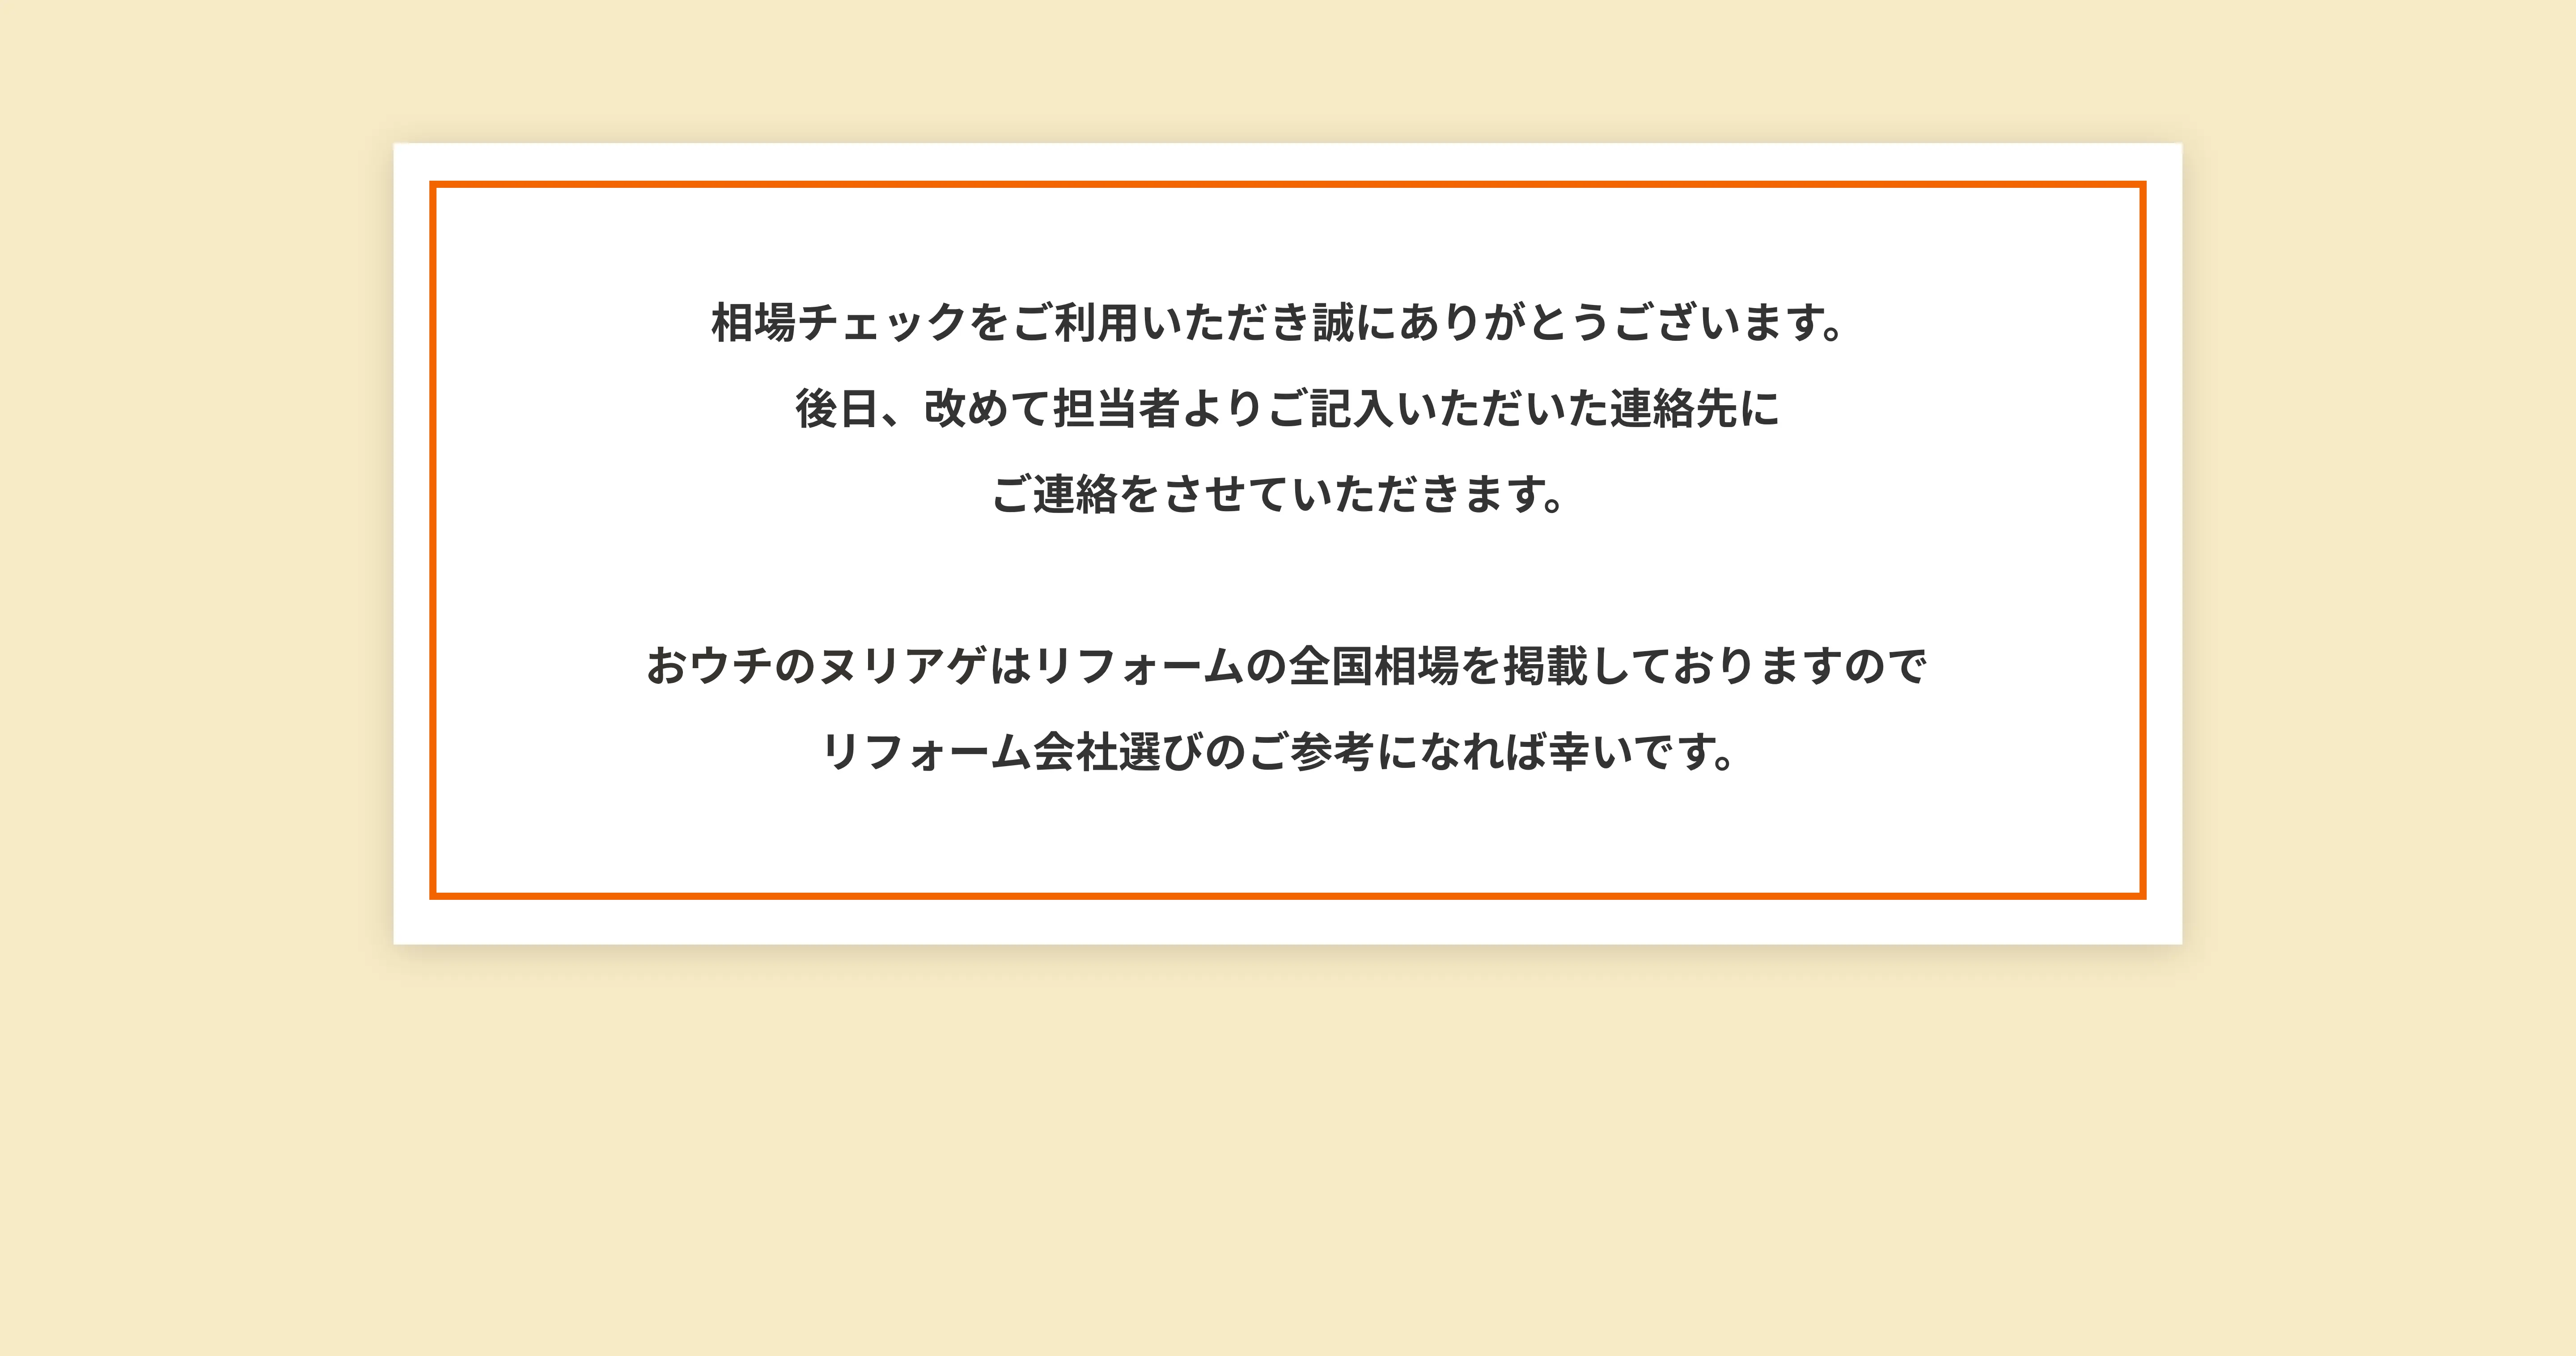 相場チェックをご利用いただき誠にありがとうございます。
後日、改めて担当者よりご記入いただいた連絡先に
ご連絡をさせていただきます。
おウチのヌリアゲはリフォームの全国相場を掲載しておりますので
リフォーム会社選びのご参考になれば幸いです。